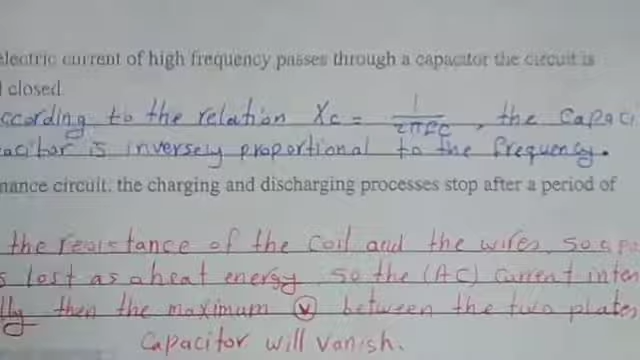 electric current of high frequency passes through a capacitor the circuit is
closed
ccording to the relation Xc = 1/2πFC, the Capaci
acitor is inversely proportional to the frequency.
nance circuit, the charging and discharging processes stop after a period of
the resistance of the Coil and the wires, so a
s lost as a heat energy so the (AC) Current inten
lly then the maximum V between the two plates
Capacitor will vanish.